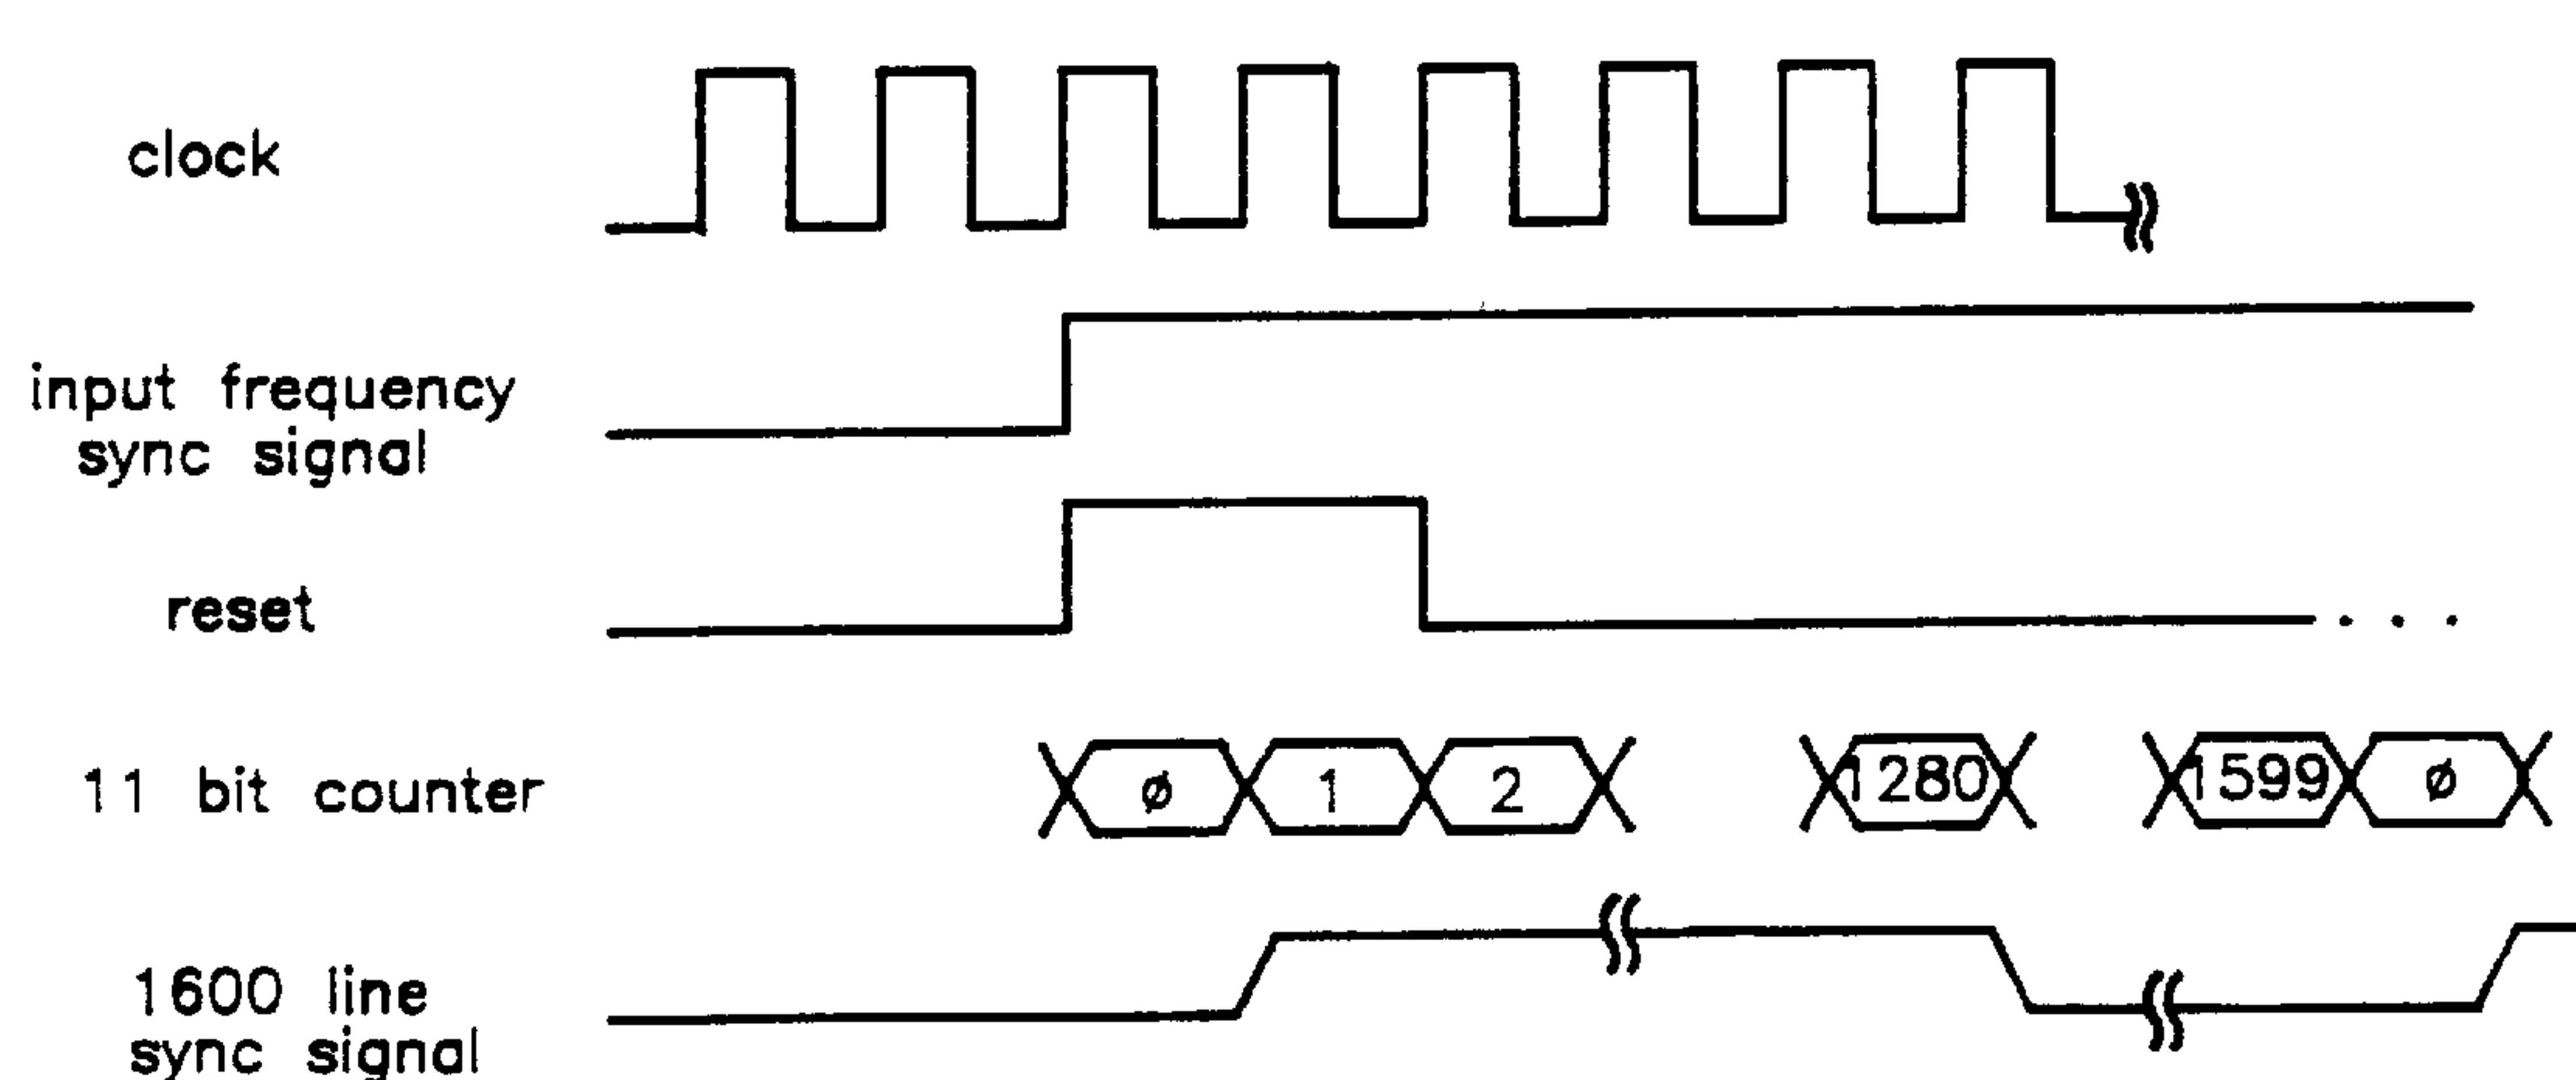 clock
input frequency
sync signal
reset
. . .
11 bit counter
ø 1 2 1280 1599 ø
1600 line
sync signal